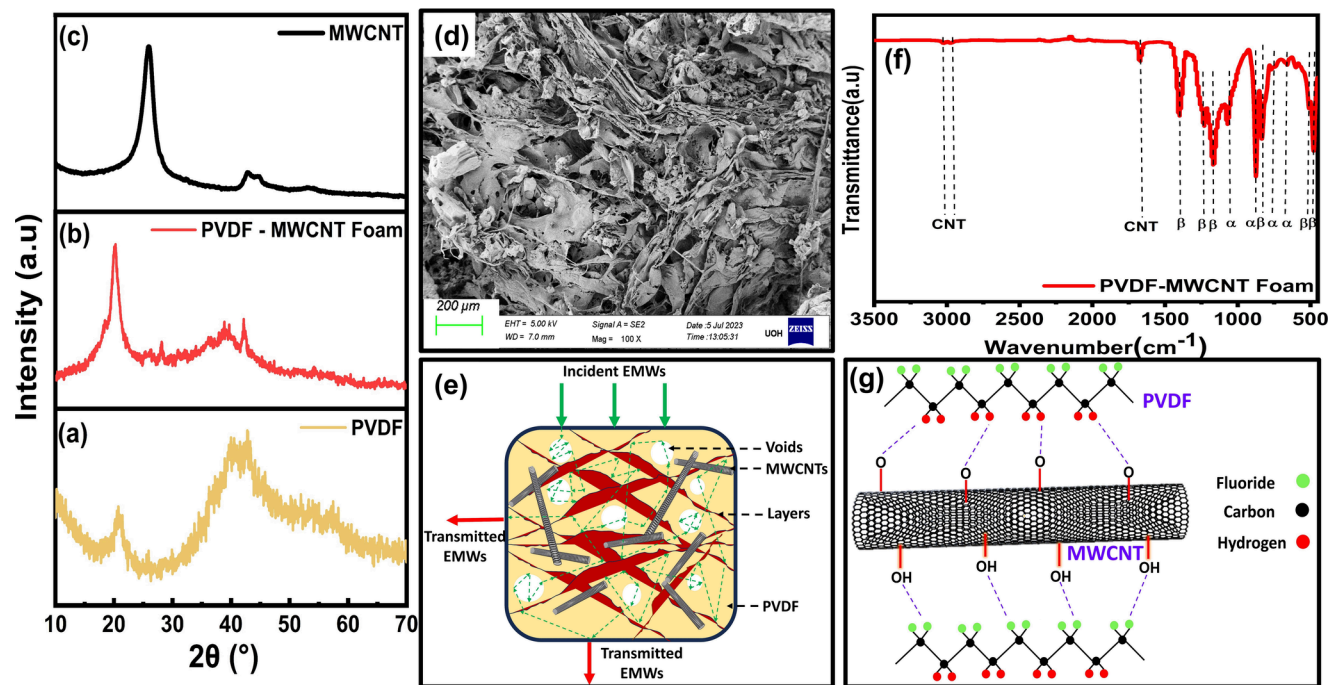 (c)
MWCNT
(b)
PVDF - MWCNT Foam
(a)
PVDF
Intensity (a.u)
10 20 30 40 50 60 70
2θ (°)
(d)
200 µm
EHT = 5.00 kV
WD = 7.0 mm
Signal A = SE2
Mag = 100 X
Date :5 Jul 2023
Time :13:05:31
UOH
ZEISS
(e)
Incident EMWs
Voids
MWCNTs
Layers
PVDF
Transmitted
EMWs
Transmitted
EMWs
(f)
Transmittance(a.u)
CNT
CNT
β
β
β
α
α
β
α
α
β
β
PVDF-MWCNT Foam
3500 3000 2500 2000 1500 1000 500
Wavenumber(cm-1)
(g)
PVDF
O
O
O
O
MWCNT
OH
OH
OH
OH
Fluoride
Carbon
Hydrogen